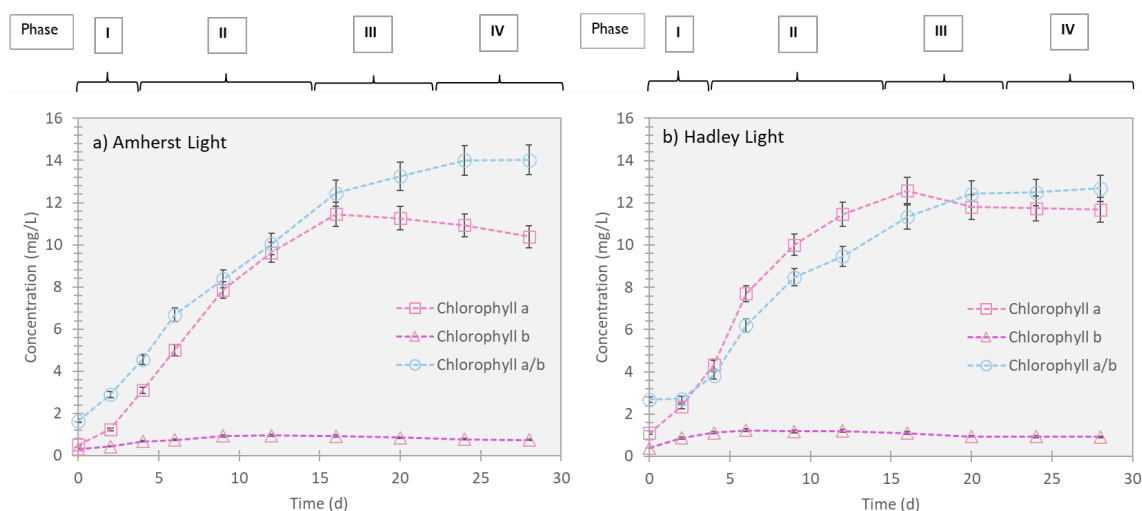 Phase I II III IV
Phase I II III IV
a) Amherst Light
16
14
12
10
8
6
4
2
0
Concentration (mg/L)
Chlorophyll a
Chlorophyll b
Chlorophyll a/b
0 5 10 15 20 25 30
Time (d)
b) Hadley Light
16
14
12
10
8
6
4
2
0
Concentration (mg/L)
Chlorophyll a
Chlorophyll b
Chlorophyll a/b
0 5 10 15 20 25 30
Time (d)